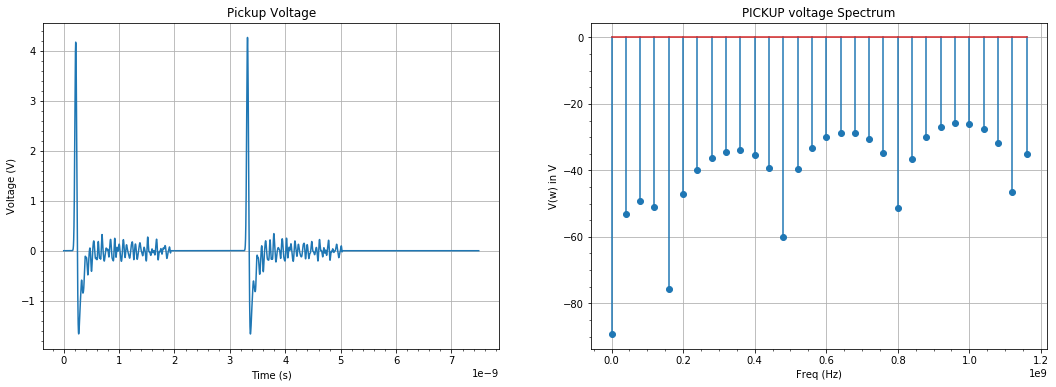 Pickup Voltage
Voltage (V)
4
3
2
1
0
−1
0 1 2 3 4 5 6 7
1e−9
Time (s)
PICKUP voltage Spectrum
V(w) in V
0
−20
−40
−60
−80
0.0 0.2 0.4 0.6 0.8 1.0 1.2
1e9
Freq (Hz)